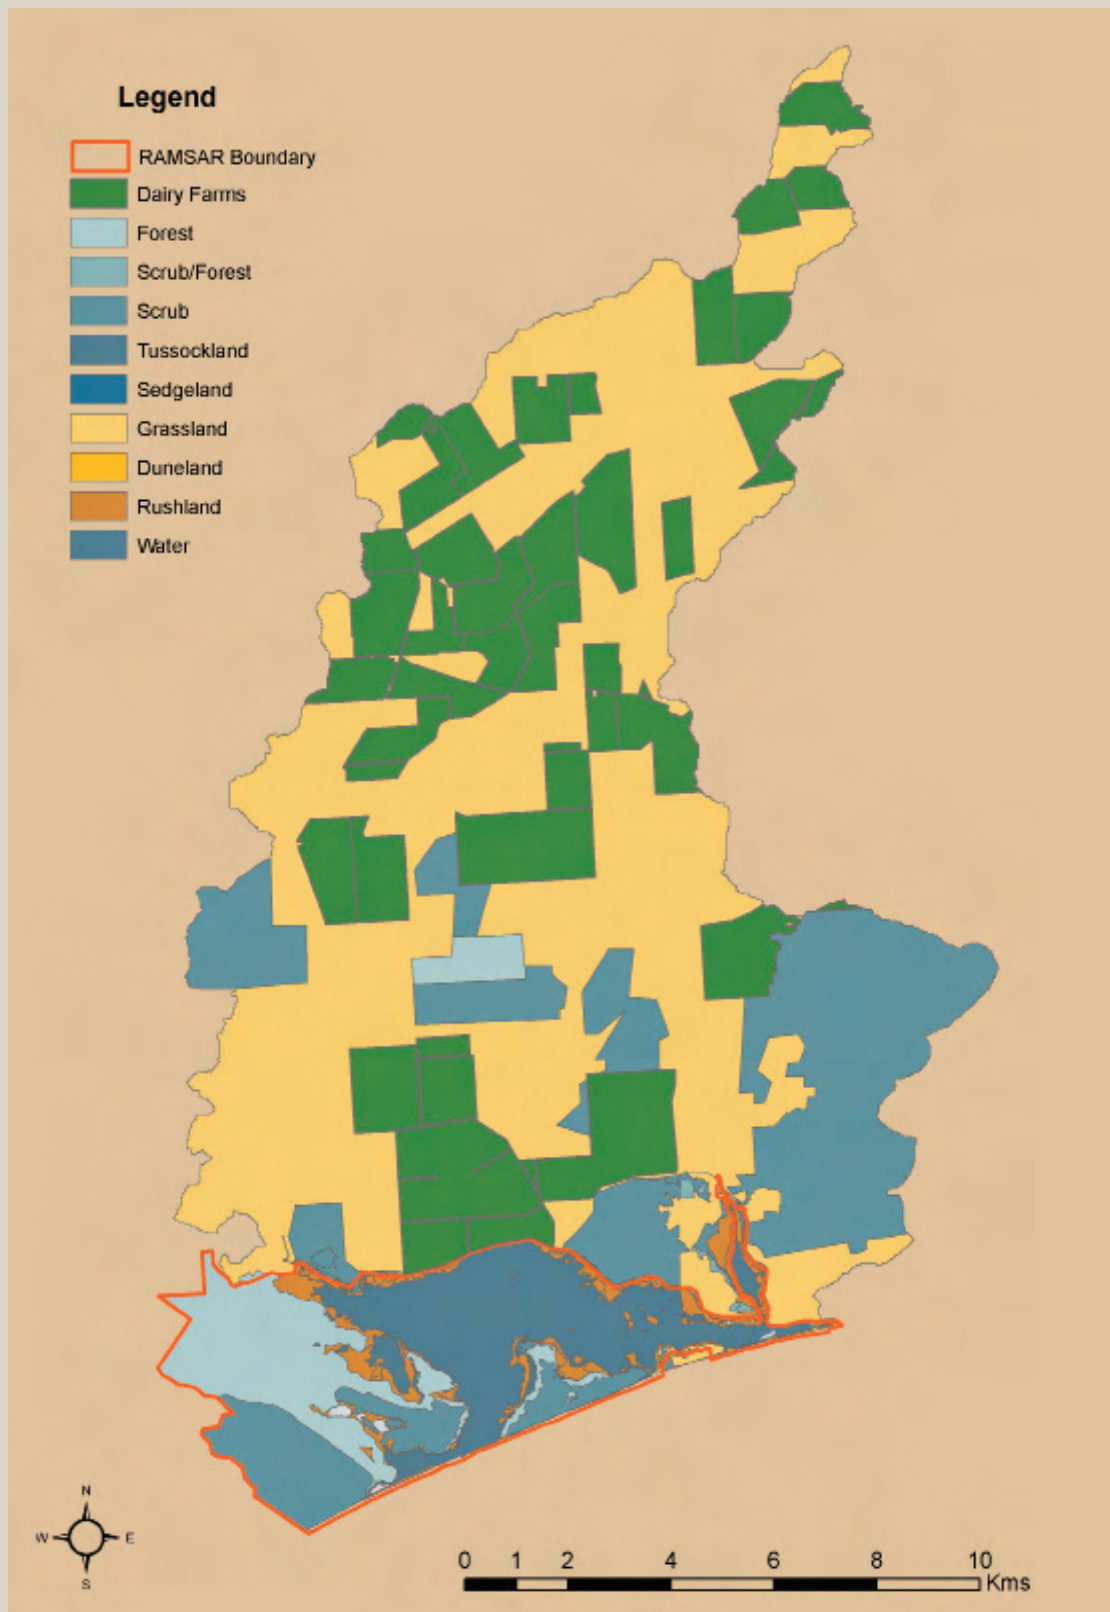 Legend
RAMSAR Boundary
Dairy Farms
Forest
Scrub/Forest
Scrub
Tussockland
Sedgeland
Grassland
Duneland
Rushland
Water
N
W E
S
0 1 2 4 6 8 10
Kms